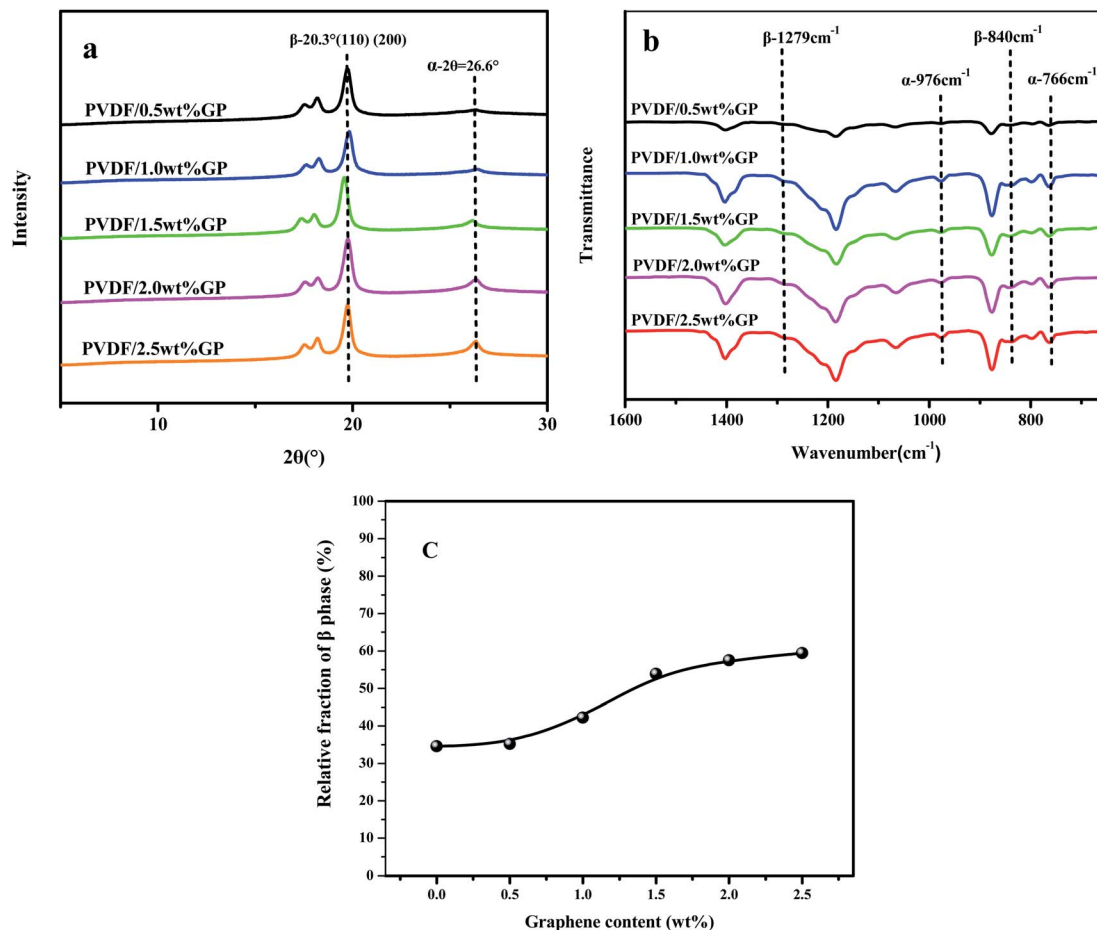 a
β-20.3°(110) (200)
α-2θ=26.6°
PVDF/0.5wt%GP
PVDF/1.0wt%GP
PVDF/1.5wt%GP
PVDF/2.0wt%GP
PVDF/2.5wt%GP
Intensity
10
20
30
2θ(°)
b
β-1279cm⁻¹
β-840cm⁻¹
α-976cm⁻¹
α-766cm⁻¹
PVDF/0.5wt%GP
PVDF/1.0wt%GP
PVDF/1.5wt%GP
PVDF/2.0wt%GP
PVDF/2.5wt%GP
Transmittance
1600
1400
1200
1000
800
Wavenumber(cm⁻¹)
C
Relative fraction of β phase (%)
100
90
80
70
60
50
40
30
20
10
0
0.0
0.5
1.0
1.5
2.0
2.5
Graphene content (wt%)